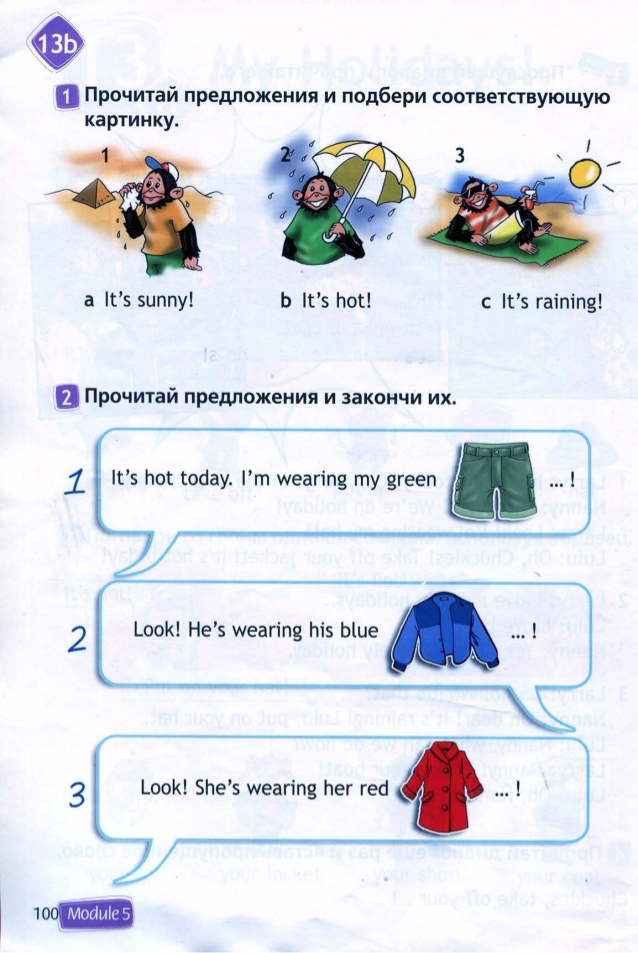 13b
1 Прочитай предложения и подбери соответствующую
картинку.
1 2 3
a It's sunny! b It's hot! c It's raining!
2 Прочитай предложения и закончи их.
1 It's hot today. I'm wearing my green ... !
2 Look! He's wearing his blue ... !
3 Look! She's wearing her red ... !
100 Module 5